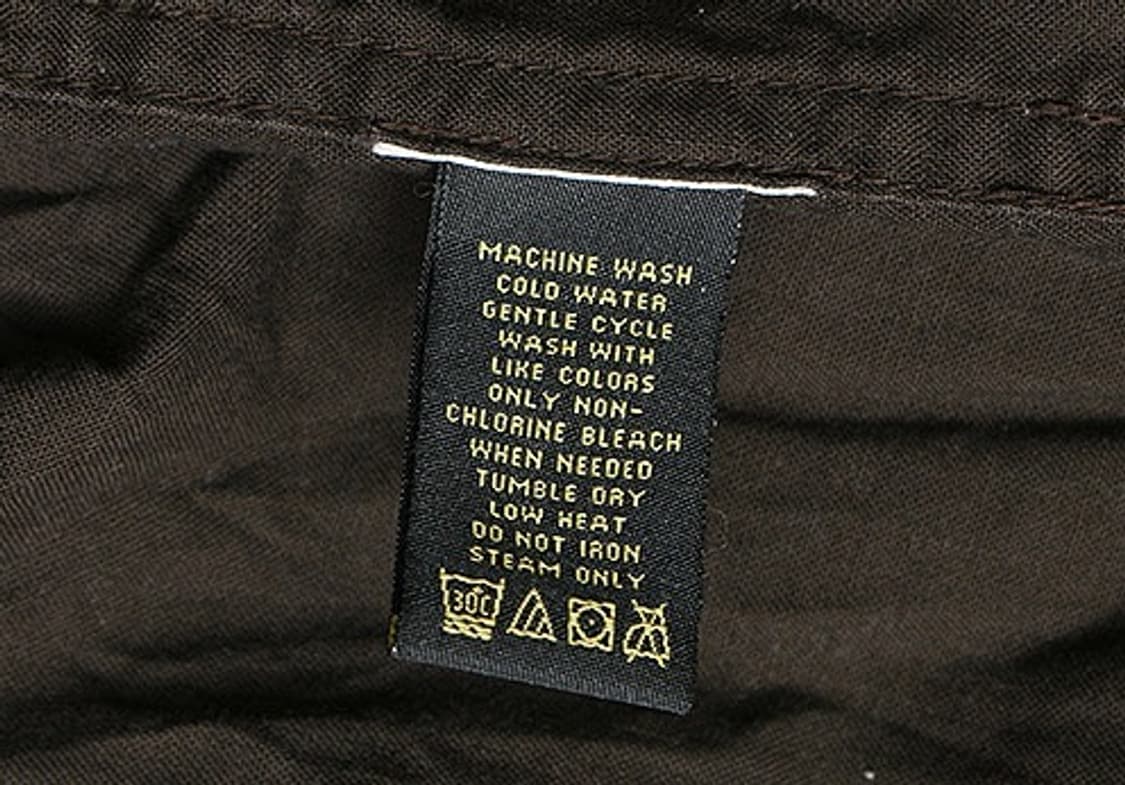 MACHINE WASH
COLD WATER
GENTLE CYCLE
WASH WITH
LIKE COLORS
ONLY NON-
CHLORINE BLEACH
WHEN NEEDED
TUMBLE DRY
LOW HEAT
DO NOT IRON
STEAM ONLY
30C